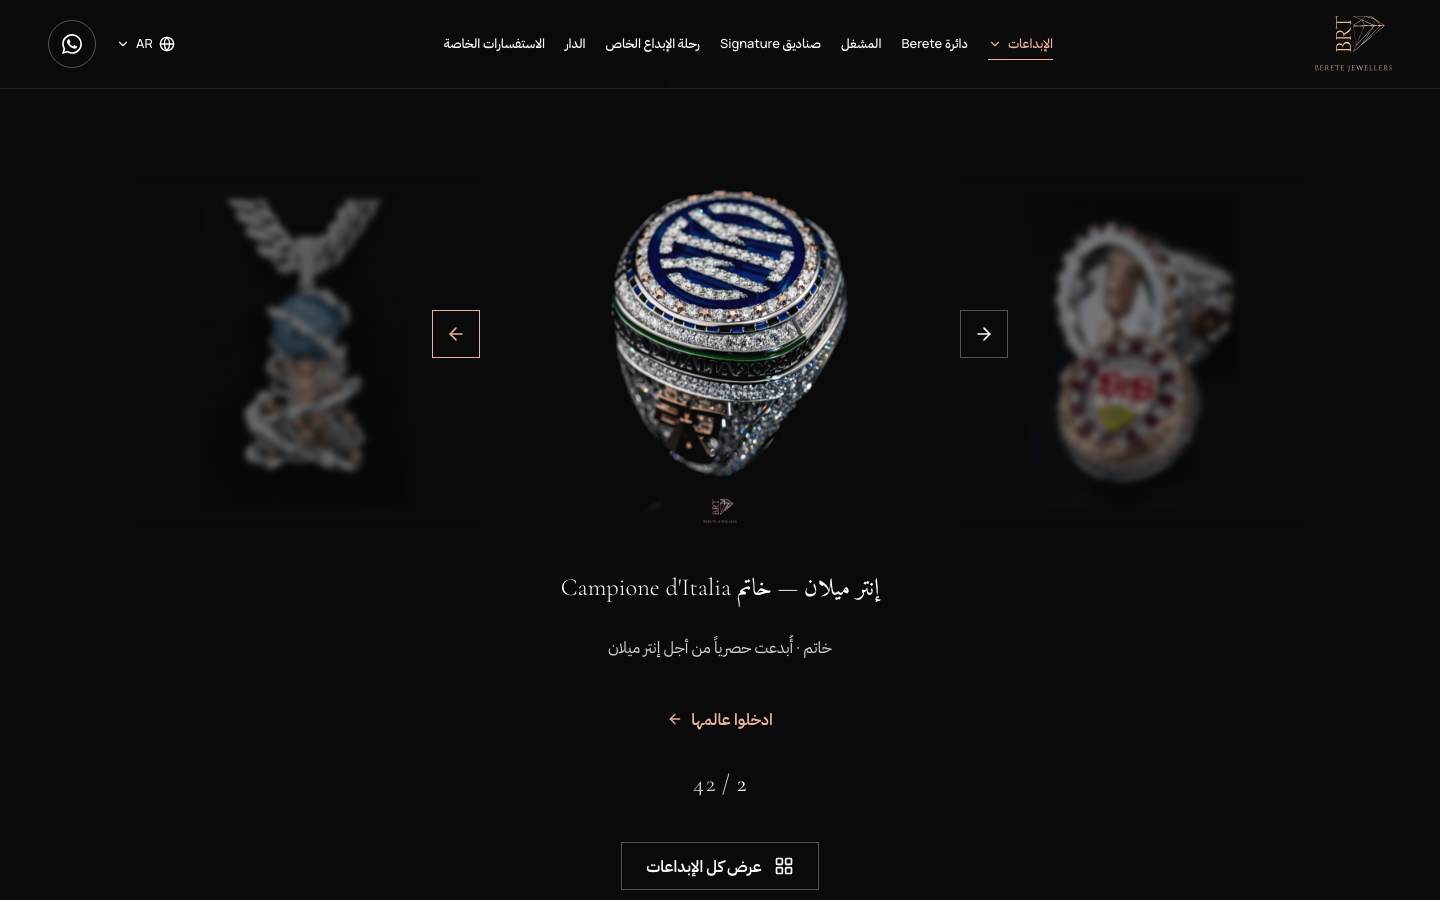 BRT
BERETE JEWELLERS
الإبداعات
دائرة Berete
المشغل
صناديق Signature
رحلة الإبداع الخاص
الدار
الاستفسارات الخاصة
AR
إنتر ميلان — خاتم Campione d'Italia
خاتم · أُبدعت حصرياً من أجل إنتر ميلان
ادخلوا عالمها
2 / 42
عرض كل الإبداعات